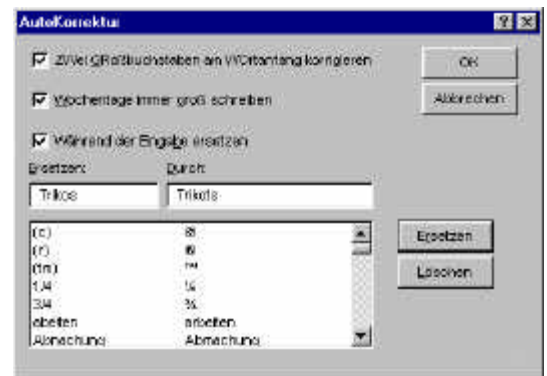 AutoKorrektur
ZWei GRoßbuchstaben am WOrtanfang korrigieren
OK
Wochentage immer groß schreiben
Abbrechen
Während der Eingabe ersetzen
Ersetzen: Durch:
Trikos Trikots
(c) ©
(r) ®
(tm) ™
1/4 ¼
3/4 ¾
abeiten arbeiten
Abmachung
Ersetzen
Löschen